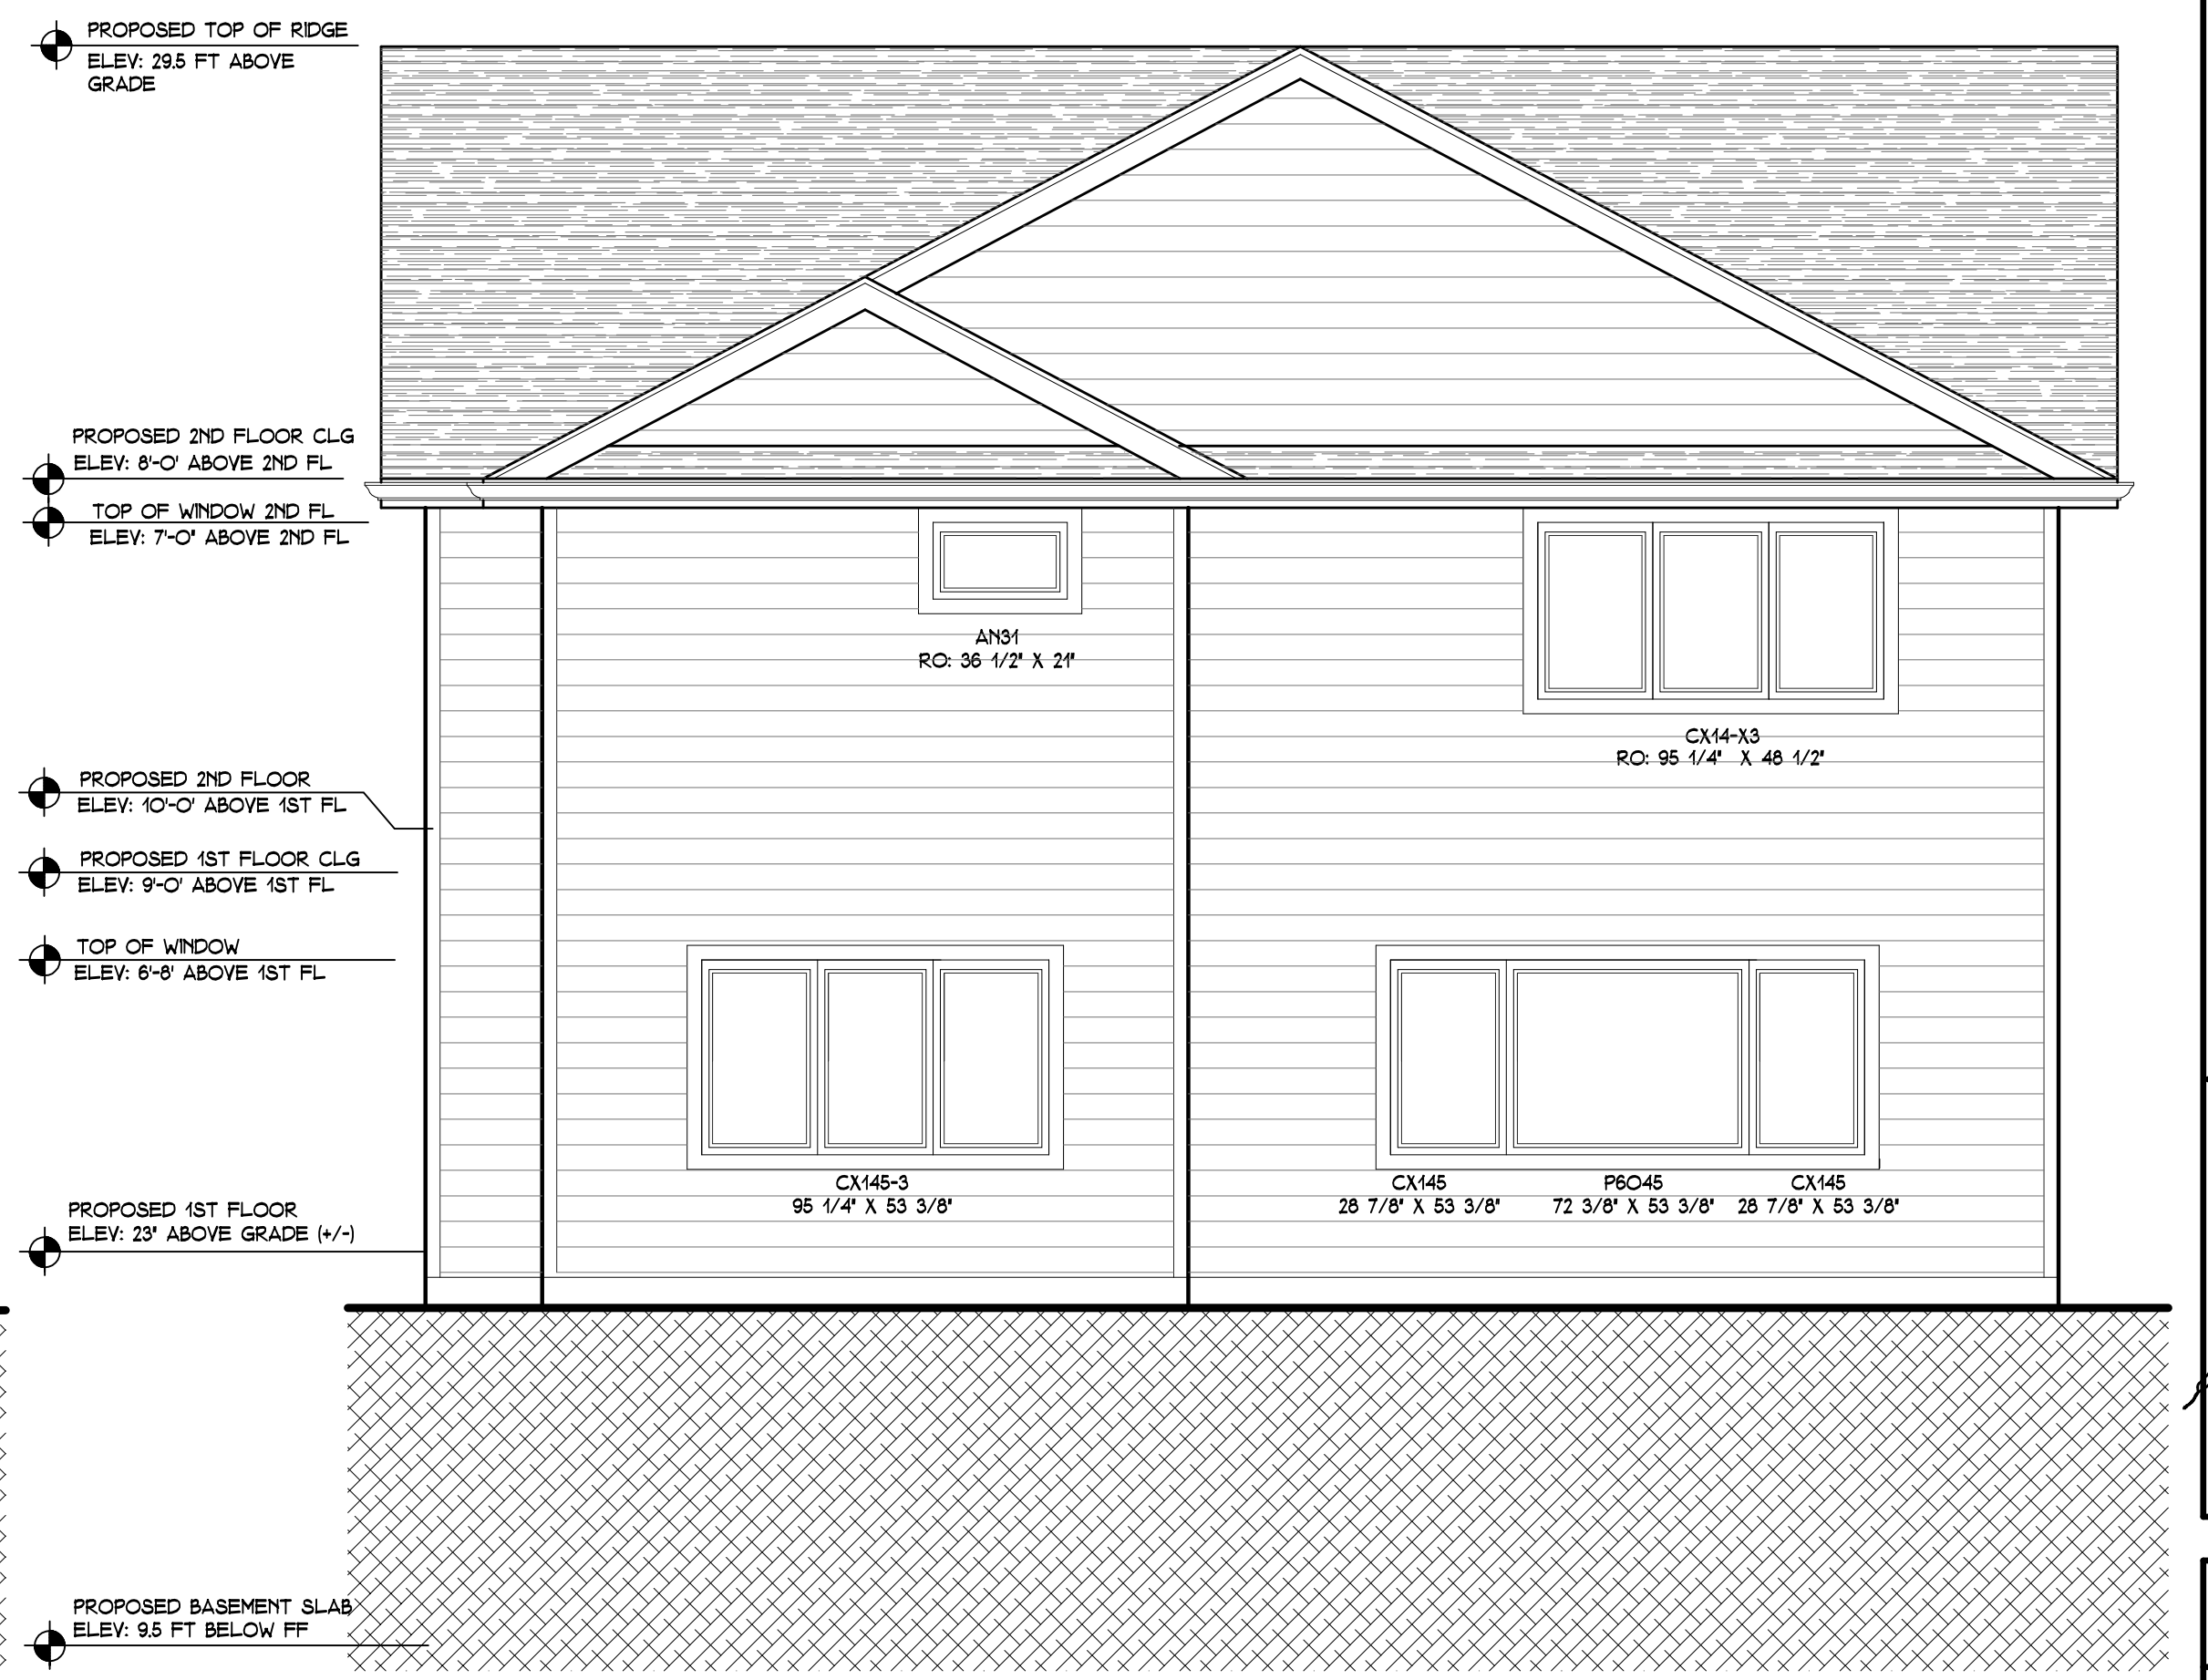 PROPOSED TOP OF RIDGE
ELEV: 29.5 FT ABOVE
GRADE
PROPOSED 2ND FLOOR CLG
ELEV: 8'-0' ABOVE 2ND FL
TOP OF WINDOW 2ND FL
ELEV: 7'-0" ABOVE 2ND FL
AN31
RO: 36 1/2" X 21"
CX14-X3
RO: 95 1/4" X 48 1/2"
PROPOSED 2ND FLOOR
ELEV: 10'-0' ABOVE 1ST FL
PROPOSED 1ST FLOOR CLG
ELEV: 9'-0' ABOVE 1ST FL
TOP OF WINDOW
ELEV: 6'-8' ABOVE 1ST FL
CX145-3
95 1/4" X 53 3/8"
CX145 P6045 CX145
28 7/8" X 53 3/8" 72 3/8" X 53 3/8" 28 7/8" X 53 3/8"
PROPOSED 1ST FLOOR
ELEV: 23" ABOVE GRADE (+/-)
PROPOSED BASEMENT SLAB
ELEV: 9.5 FT BELOW FF